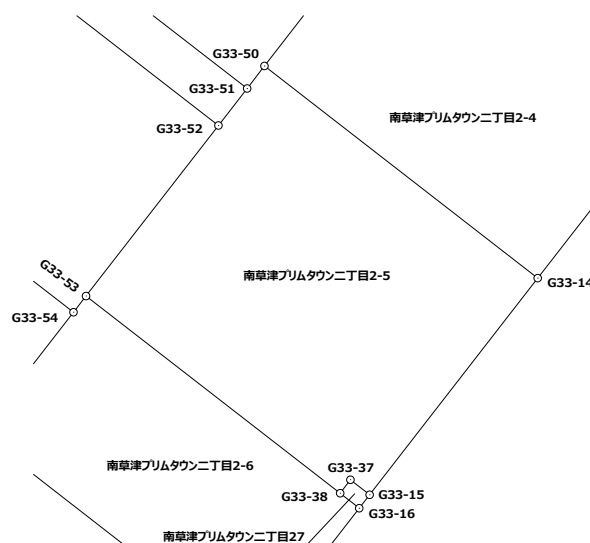 G33-50
G33-51
南草津プリムタウン二丁目2-4
G33-52
G33-53
南草津プリムタウン二丁目2-5
G33-14
G33-54
南草津プリムタウン二丁目2-6
G33-37
G33-38
G33-15
G33-16
南草津プリムタウン二丁目27